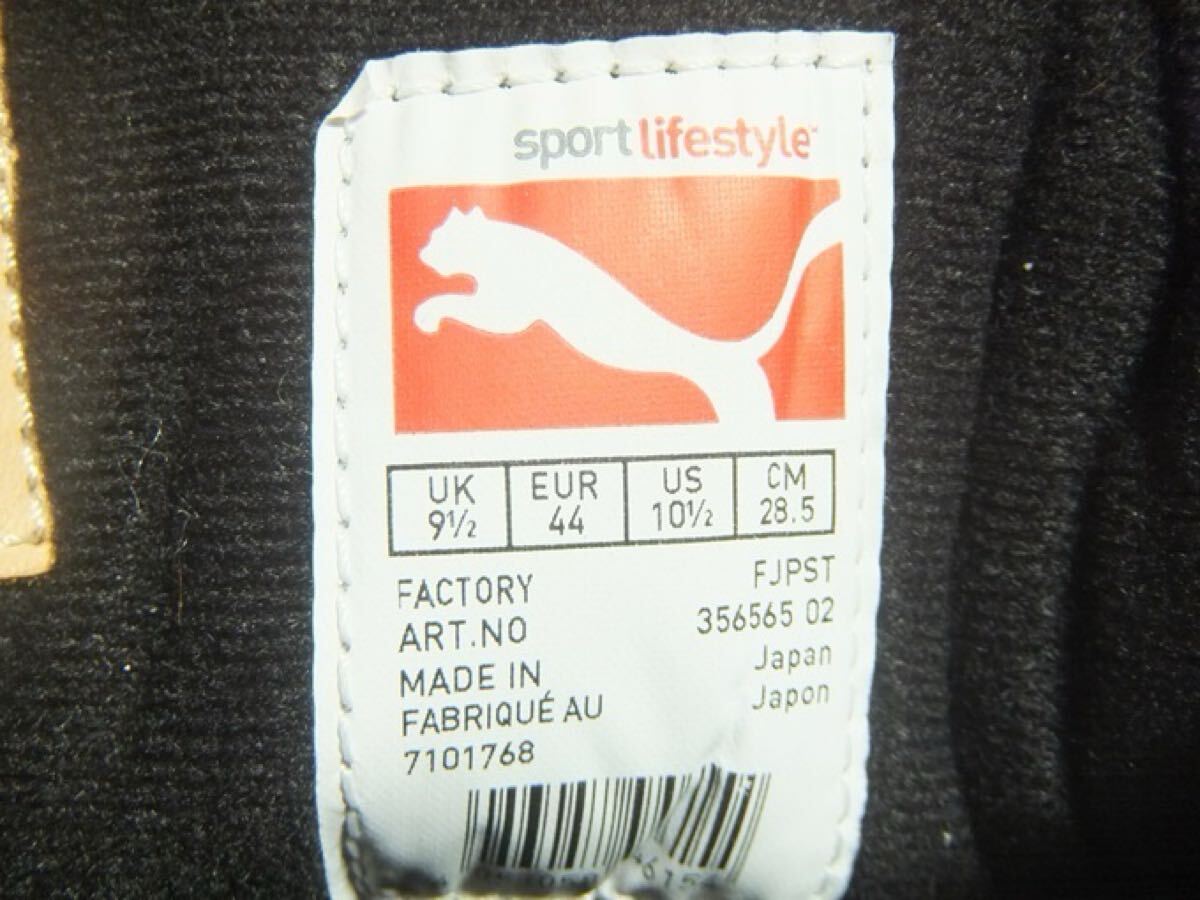 sport lifestyle
UK EUR US CM
9½ 44 10½ 28.5
FACTORY FJPST
ART.NO 356565 02
MADE IN Japan
FABRIQUÉ AU Japon
7101768